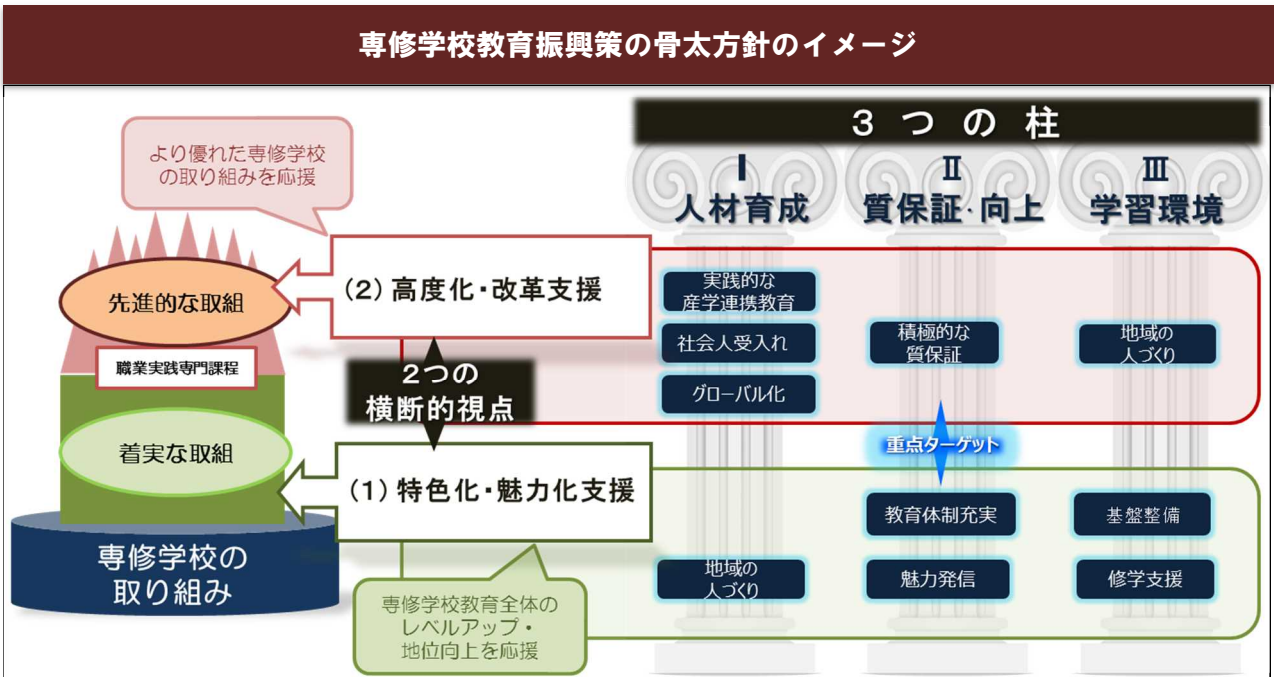 専修学校教育振興策の骨太方針のイメージ
3つの柱
より優れた専修学校
の取り組みを応援
Ⅰ
人材育成
Ⅱ
質保証・向上
Ⅲ
学習環境
先進的な取組
(2)高度化・改革支援
実践的な
産学連携教育
社会人受入れ
グローバル化
積極的な
質保証
地域の
人づくり
職業実践専門課程
2つの
横断的視点
重点ターゲット
着実な取組
(1)特色化・魅力化支援
教育体制充実
基盤整備
地域の
人づくり
魅力発信
修学支援
専修学校の
取り組み
専修学校教育全体の
レベルアップ・
地位向上を応援